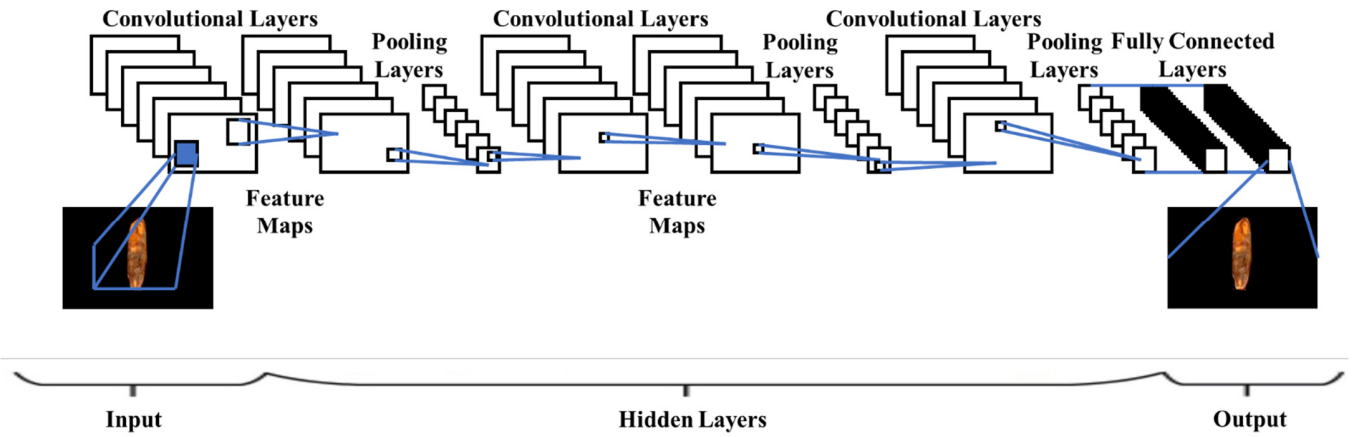 Convolutional Layers
Convolutional Layers
Convolutional Layers
Pooling
Layers
Pooling
Layers
Pooling
Layers
Fully Connected
Layers
Feature
Maps
Feature
Maps
Input
Hidden Layers
Output